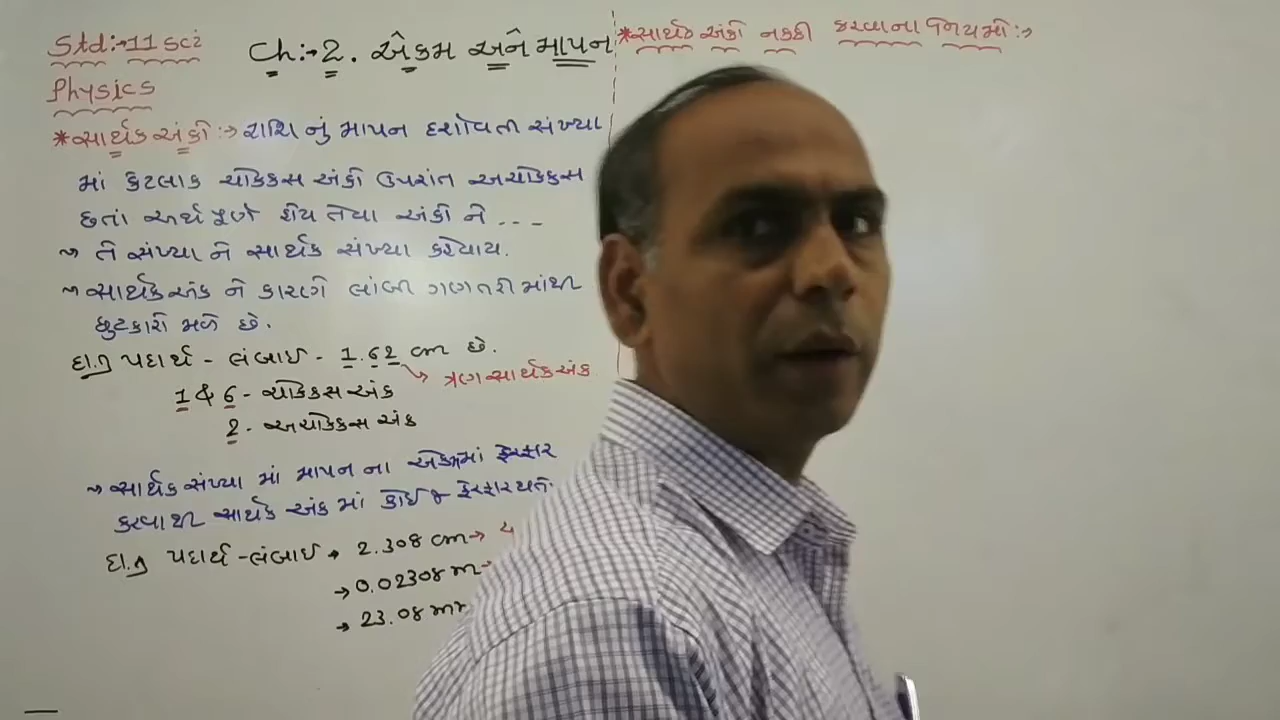 Std:→11 sci
Physics
Ch:→2. એકમ અને માપન
*સાર્થક અંકો:→ રાશિ નું માપન દર્શાવતી સંખ્યા
માં કેટલાક ચોક્કસ અંકો ઉપરાંત અચોક્કસ
છતાં અર્થપૂર્ણ હોય તેવા અંકો ને ---
~ તે સંખ્યા ને સાર્થક સંખ્યા કહેવાય.
~ સાર્થક અંક ને કારણે લાંબી ગણતરી માંથી
છુટકારો મળે છે.
દા.ત પદાર્થ - લંબાઈ - 1.62 cm છે.
ત્રણ સાર્થક અંક
1 & 6 - ચોક્કસ અંક
2 - અચોક્કસ અંક
~ સાર્થક સંખ્યા માં માપન ના એકમમાં ફેરફાર
કરવાથી સાર્થક અંક માં કોઈ જ ફેરફાર થતો
દા.ત પદાર્થ-લંબાઈ → 2.308 cm→
→ 0.02308 m→
→ 23.08 mm
*સાર્થક અંકો નક્કી કરવાના નિયમો:→